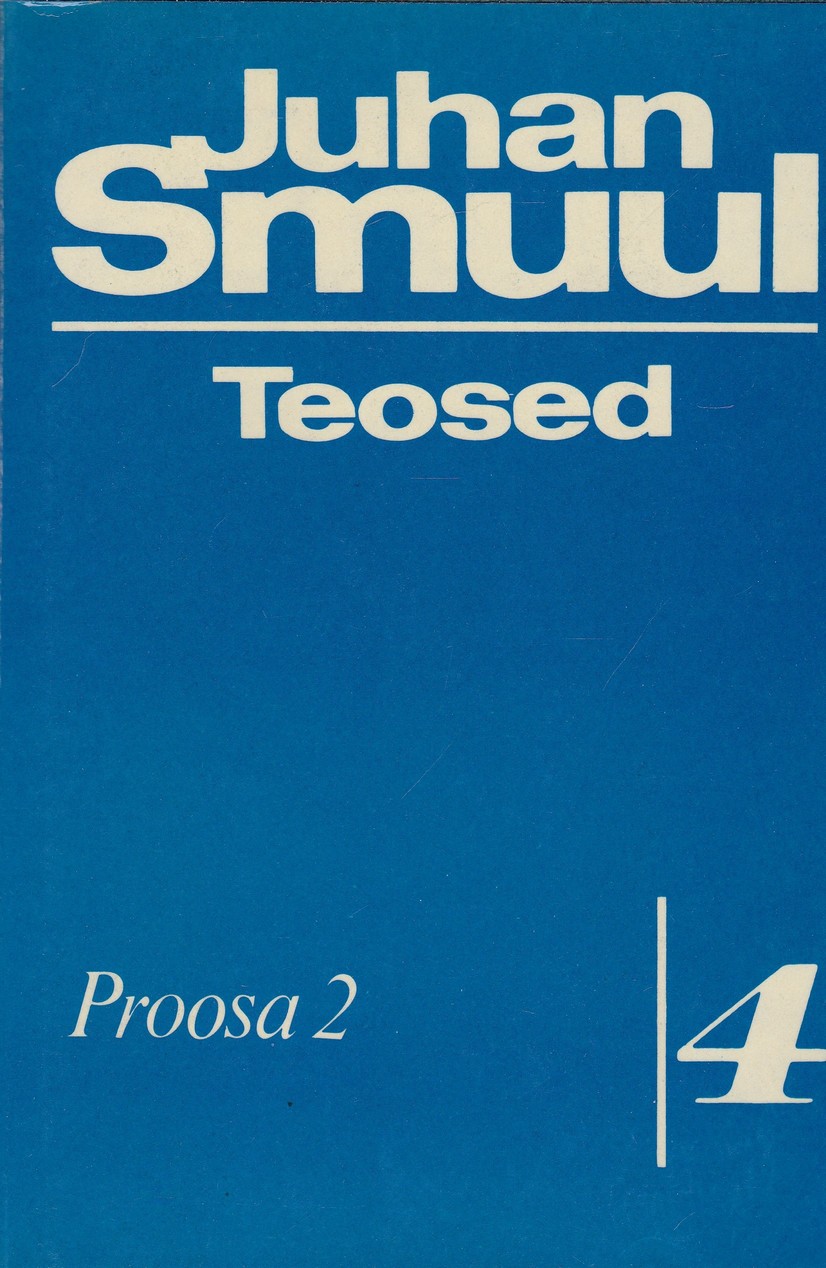 Juhan
Smuul
Teosed
Proosa 2
4